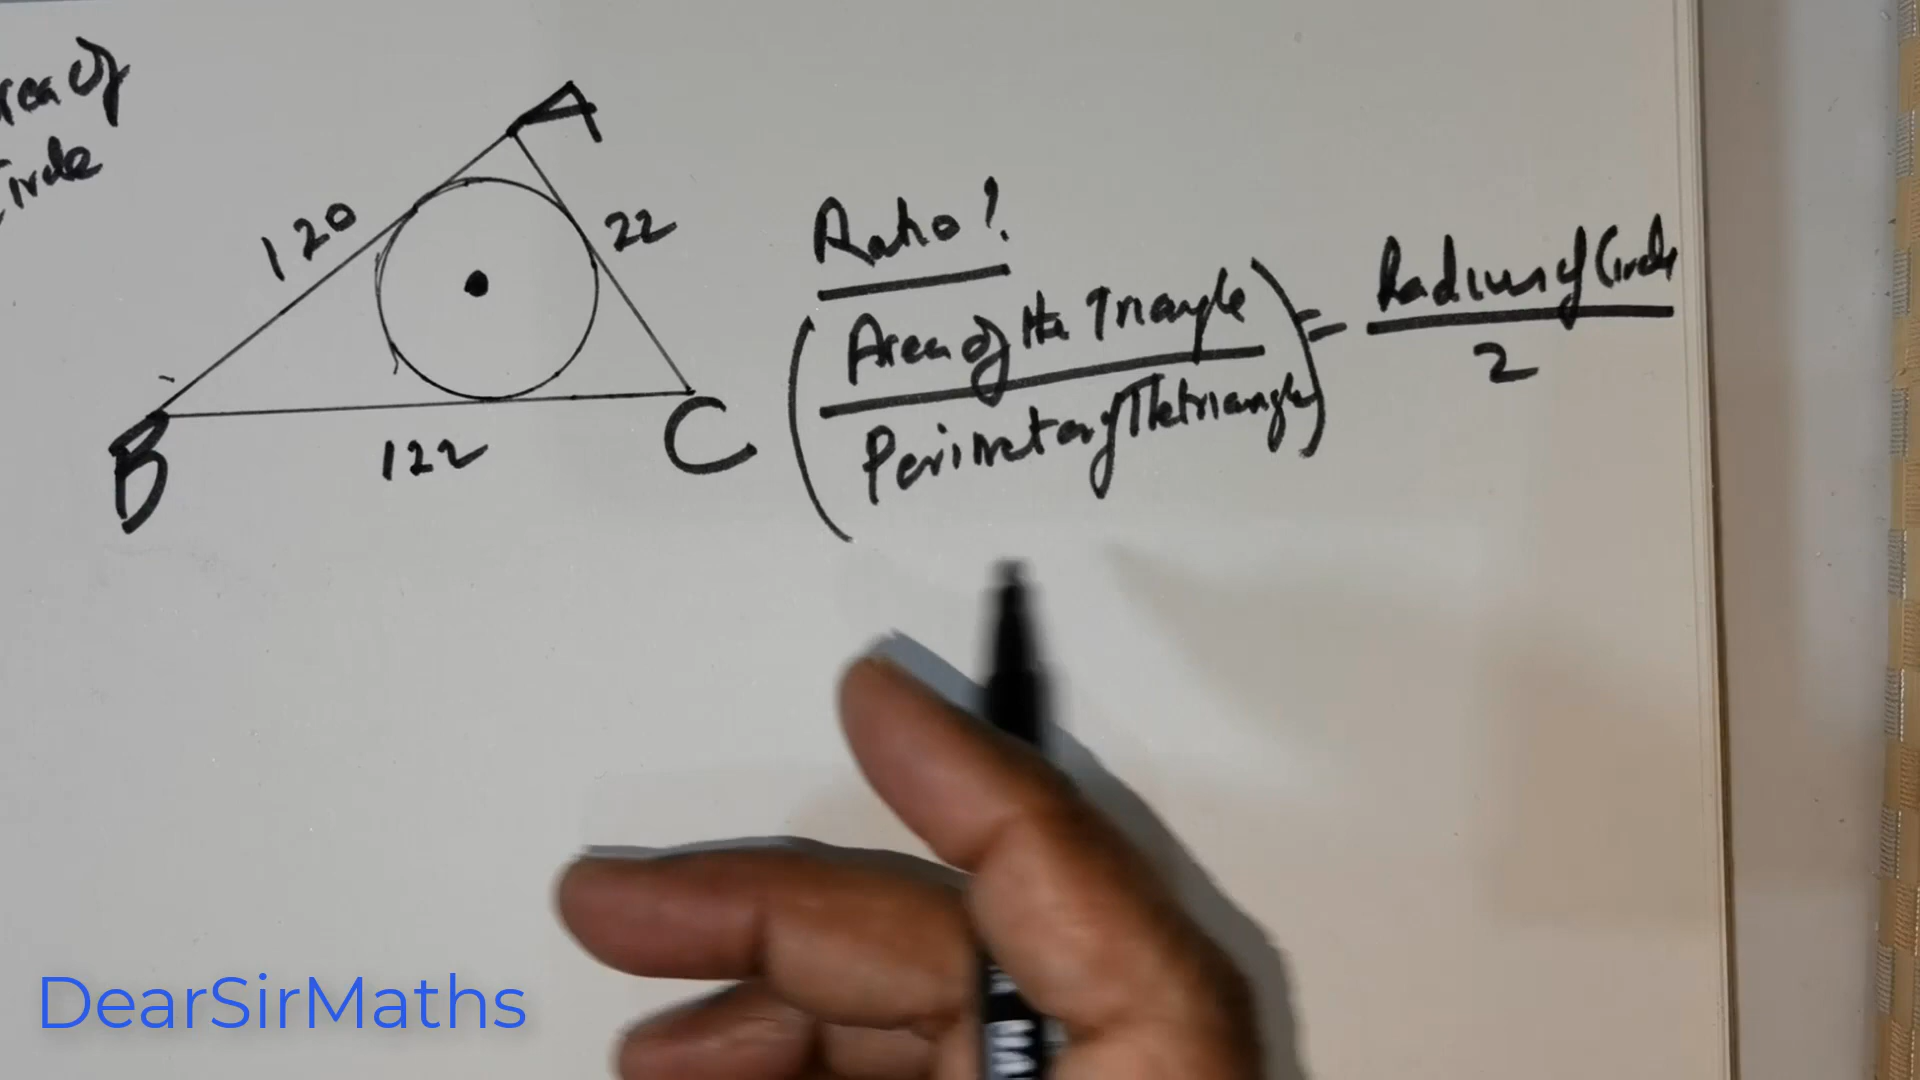 Area Of
Circle
A
120
22
B
122
C
Ratio?
(Area of the Triangle
Perimeter of The triangle) = Radius of Circle
2
DearSirMaths